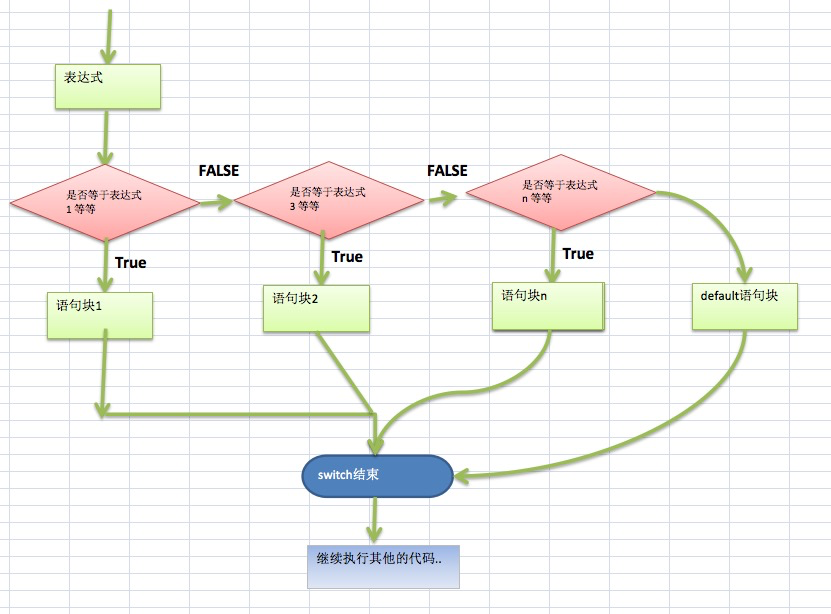 表达式
FALSE
FALSE
是否等于表达式
1 等等
是否等于表达式
3 等等
是否等于表达式
n 等等
True
True
True
语句块1
语句块2
语句块n
default语句块
switch结束
继续执行其他的代码..